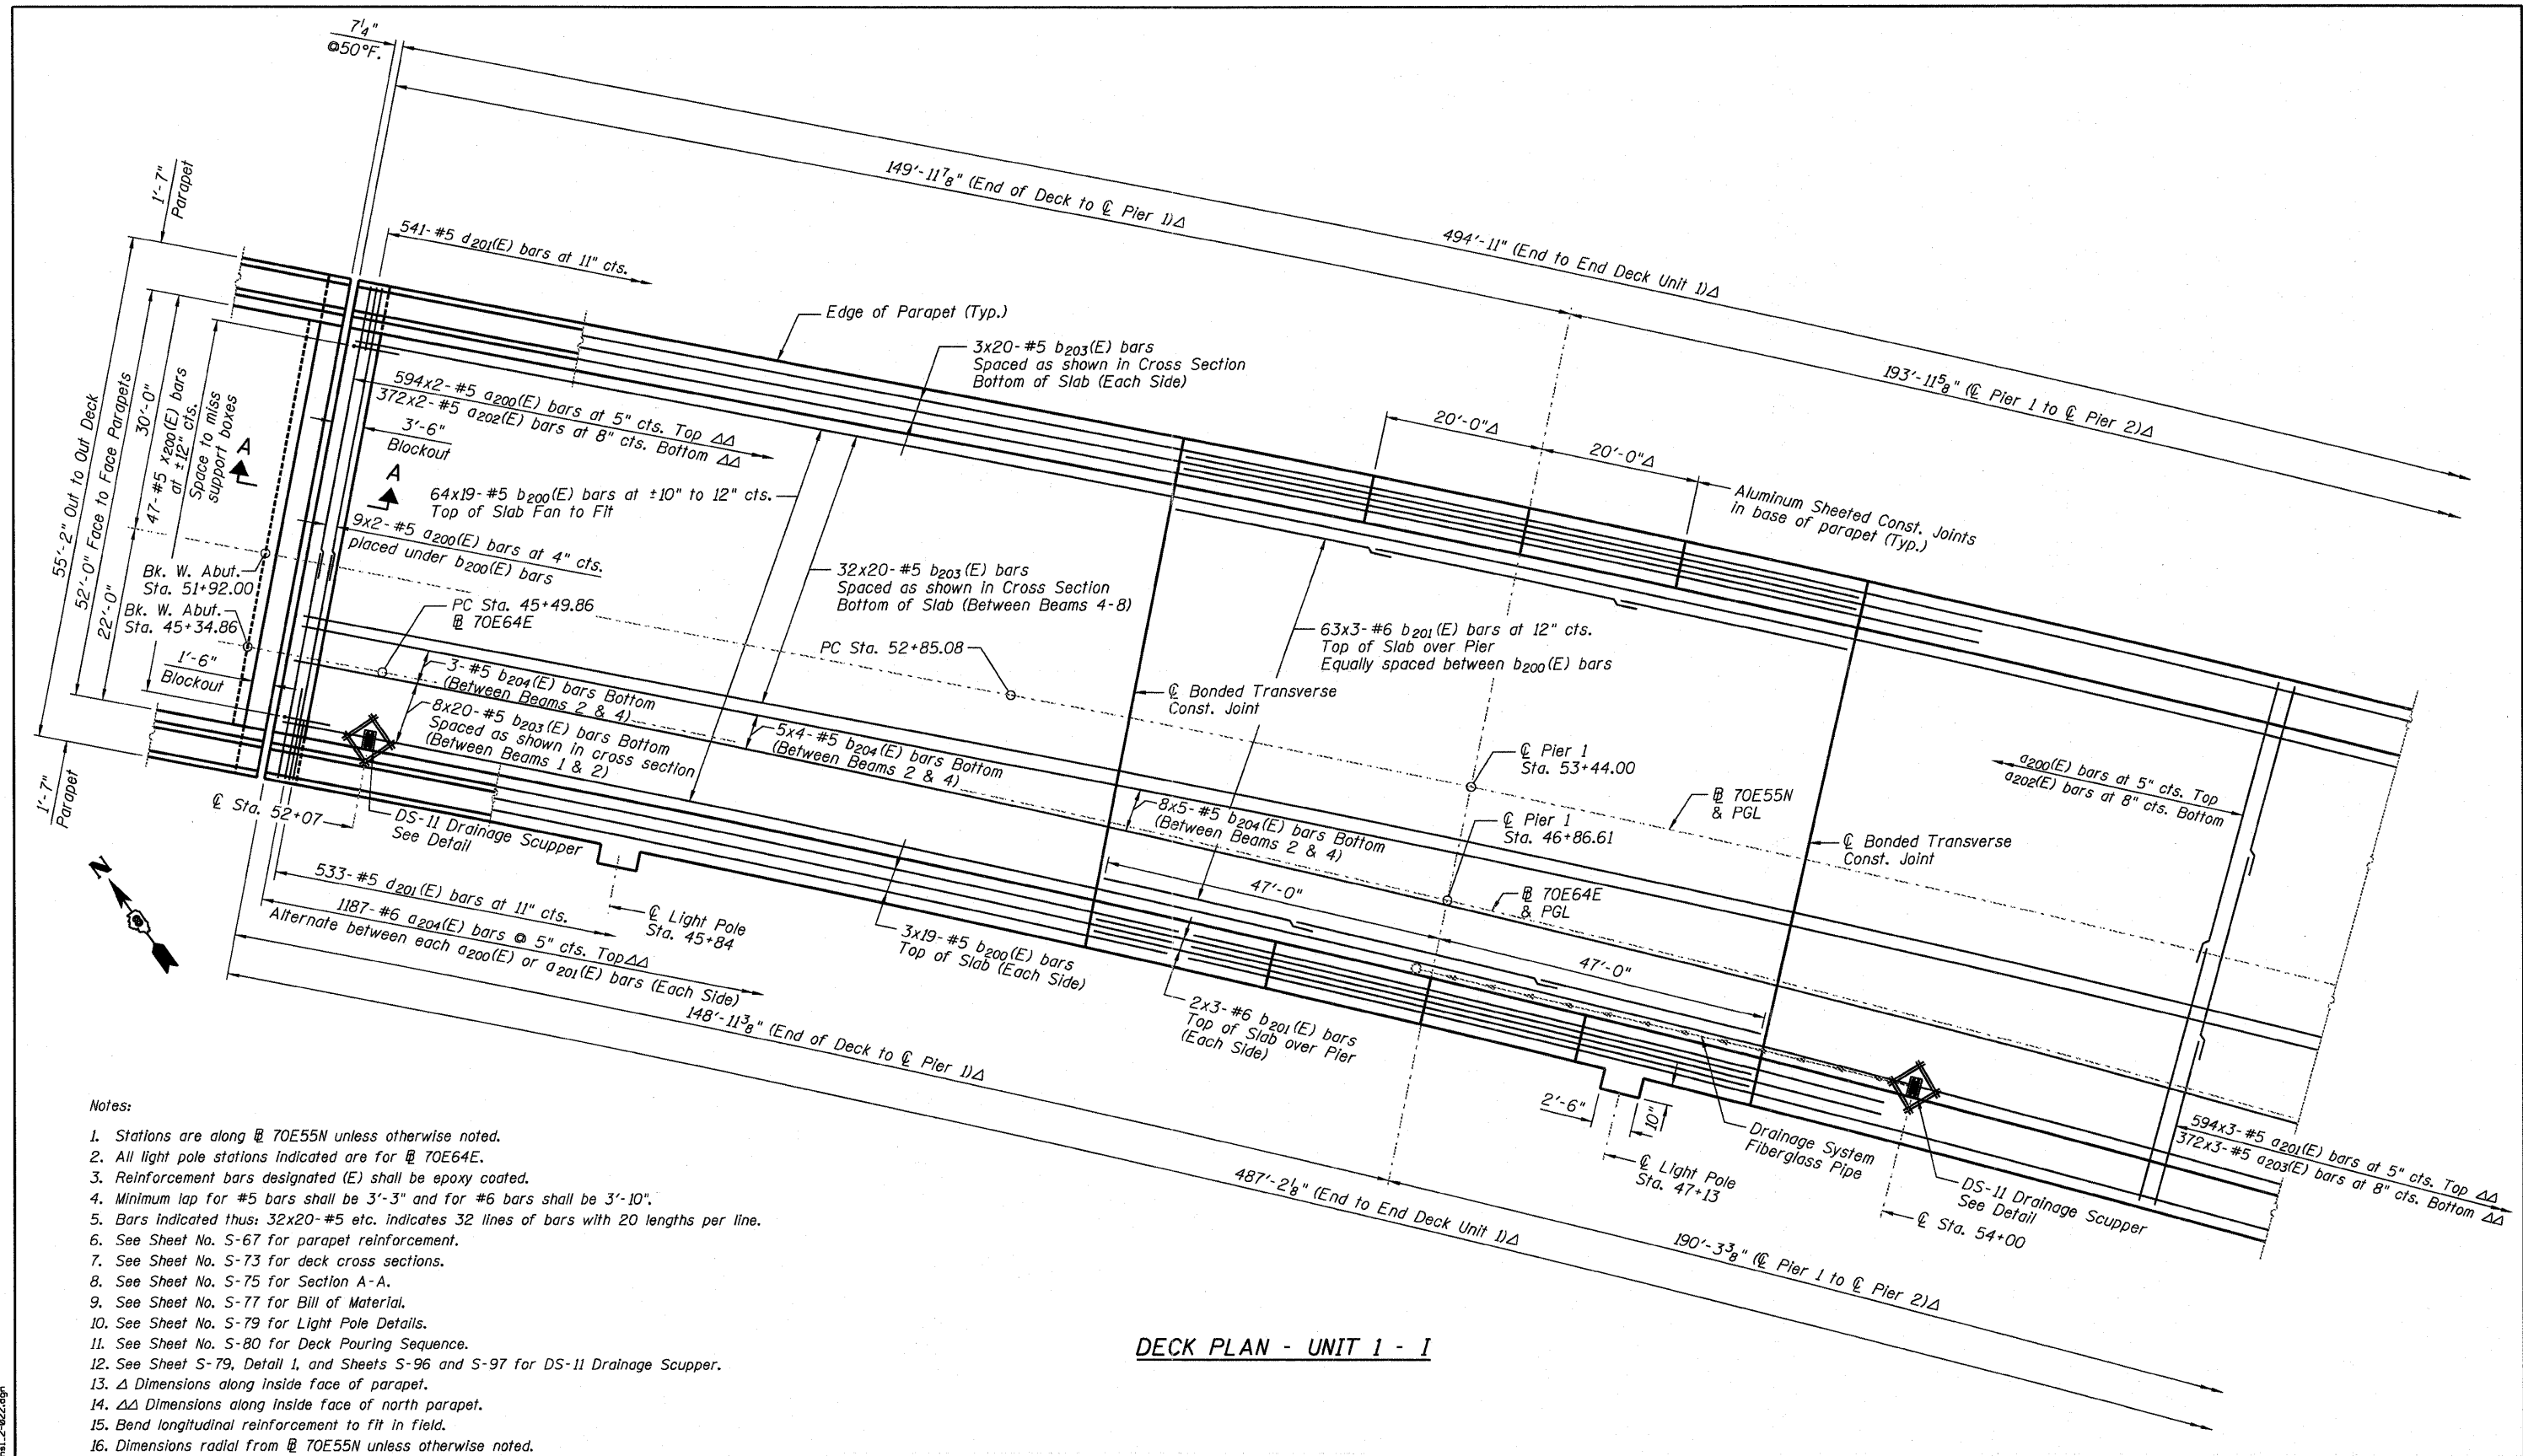 7¼"
@50°F.
149'-11⅞" (End of Deck to ℄ Pier 1)Δ
494'-11" (End to End Deck Unit 1)Δ
193'-11⅝" (℄ Pier 1 to ℄ Pier 2)Δ
1'-7"
Parapet
541-#5 d201(E) bars at 11" cts.
Edge of Parapet (Typ.)
3x20-#5 b203(E) bars
Spaced as shown in Cross Section
Bottom of Slab (Each Side)
55'-2" Out to Out Deck
52'-0" Face to Face Parapets
30'-0"
22'-0"
47-#5 x200(E) bars
at ±12" cts.
Space to miss
support boxes
A
594x2-#5 a200(E) bars at 5" cts. Top ΔΔ
372x2-#5 a202(E) bars at 8" cts. Bottom ΔΔ
3'-6"
Blockout
A
64x19-#5 b200(E) bars at ±10" to 12" cts.
Top of Slab Fan to Fit
9x2-#5 a200(E) bars at 4" cts.
placed under b200(E) bars
20'-0"Δ
20'-0"Δ
Aluminum Sheeted Const. Joints
in base of parapet (Typ.)
Bk. W. Abut.
Sta. 51+92.00
Bk. W. Abut.
Sta. 45+34.86
1'-6"
Blockout
PC Sta. 45+49.86
℄ 70E64E
32x20-#5 b203(E) bars
Spaced as shown in Cross Section
Bottom of Slab (Between Beams 4-8)
PC Sta. 52+85.08
63x3-#6 b201(E) bars at 12" cts.
Top of Slab over Pier
Equally spaced between b200(E) bars
3-#5 b204(E) bars Bottom
(Between Beams 2 & 4)
8x20-#5 b203(E) bars Bottom
Spaced as shown in cross section
(Between Beams 1 & 2)
5x4-#5 b204(E) bars Bottom
(Between Beams 2 & 4)
℄ Bonded Transverse
Const. Joint
℄ Pier 1
Sta. 53+44.00
8x5-#5 b204(E) bars Bottom
(Between Beams 2 & 4)
℄ Pier 1
Sta. 46+86.61
℄ 70E55N
& PGL
a200(E) bars at 5" cts. Top
a202(E) bars at 8" cts. Bottom
℄ Bonded Transverse
Const. Joint
1'-7"
Parapet
℄ Sta. 52+07
DS-11 Drainage Scupper
See Detail
N
533-#5 d201(E) bars at 11" cts.
1187-#6 a204(E) bars @ 5" cts. TopΔΔ
Alternate between each a200(E) or a201(E) bars (Each Side)
℄ Light Pole
Sta. 45+84
47'-0"
℄ 70E64E
& PGL
47'-0"
3x19-#5 b200(E) bars
Top of Slab (Each Side)
2x3-#6 b201(E) bars
Top of Slab over Pier
(Each Side)
148'-11⅜" (End of Deck to ℄ Pier 1)Δ
2'-6"
10"
℄ Light Pole
Sta. 47+13
Drainage System
Fiberglass Pipe
DS-11 Drainage Scupper
See Detail
℄ Sta. 54+00
594x3-#5 a201(E) bars at 5" cts. Top ΔΔ
372x3-#5 a203(E) bars at 8" cts. Bottom ΔΔ
487'-2⅛" (End to End Deck Unit 1)Δ
190'-3⅜" (℄ Pier 1 to ℄ Pier 2)Δ
Notes:
1. Stations are along ℄ 70E55N unless otherwise noted.
2. All light pole stations indicated are for ℄ 70E64E.
3. Reinforcement bars designated (E) shall be epoxy coated.
4. Minimum lap for #5 bars shall be 3'-3" and for #6 bars shall be 3'-10".
5. Bars indicated thus: 32x20-#5 etc. indicates 32 lines of bars with 20 lengths per line.
6. See Sheet No. S-67 for parapet reinforcement.
7. See Sheet No. S-73 for deck cross sections.
8. See Sheet No. S-75 for Section A-A.
9. See Sheet No. S-77 for Bill of Material.
10. See Sheet No. S-79 for Light Pole Details.
11. See Sheet No. S-80 for Deck Pouring Sequence.
12. See Sheet S-79, Detail 1, and Sheets S-96 and S-97 for DS-11 Drainage Scupper.
13. Δ Dimensions along inside face of parapet.
14. ΔΔ Dimensions along inside face of north parapet.
15. Bend longitudinal reinforcement to fit in field.
16. Dimensions radial from ℄ 70E55N unless otherwise noted.
DECK PLAN - UNIT 1 - I